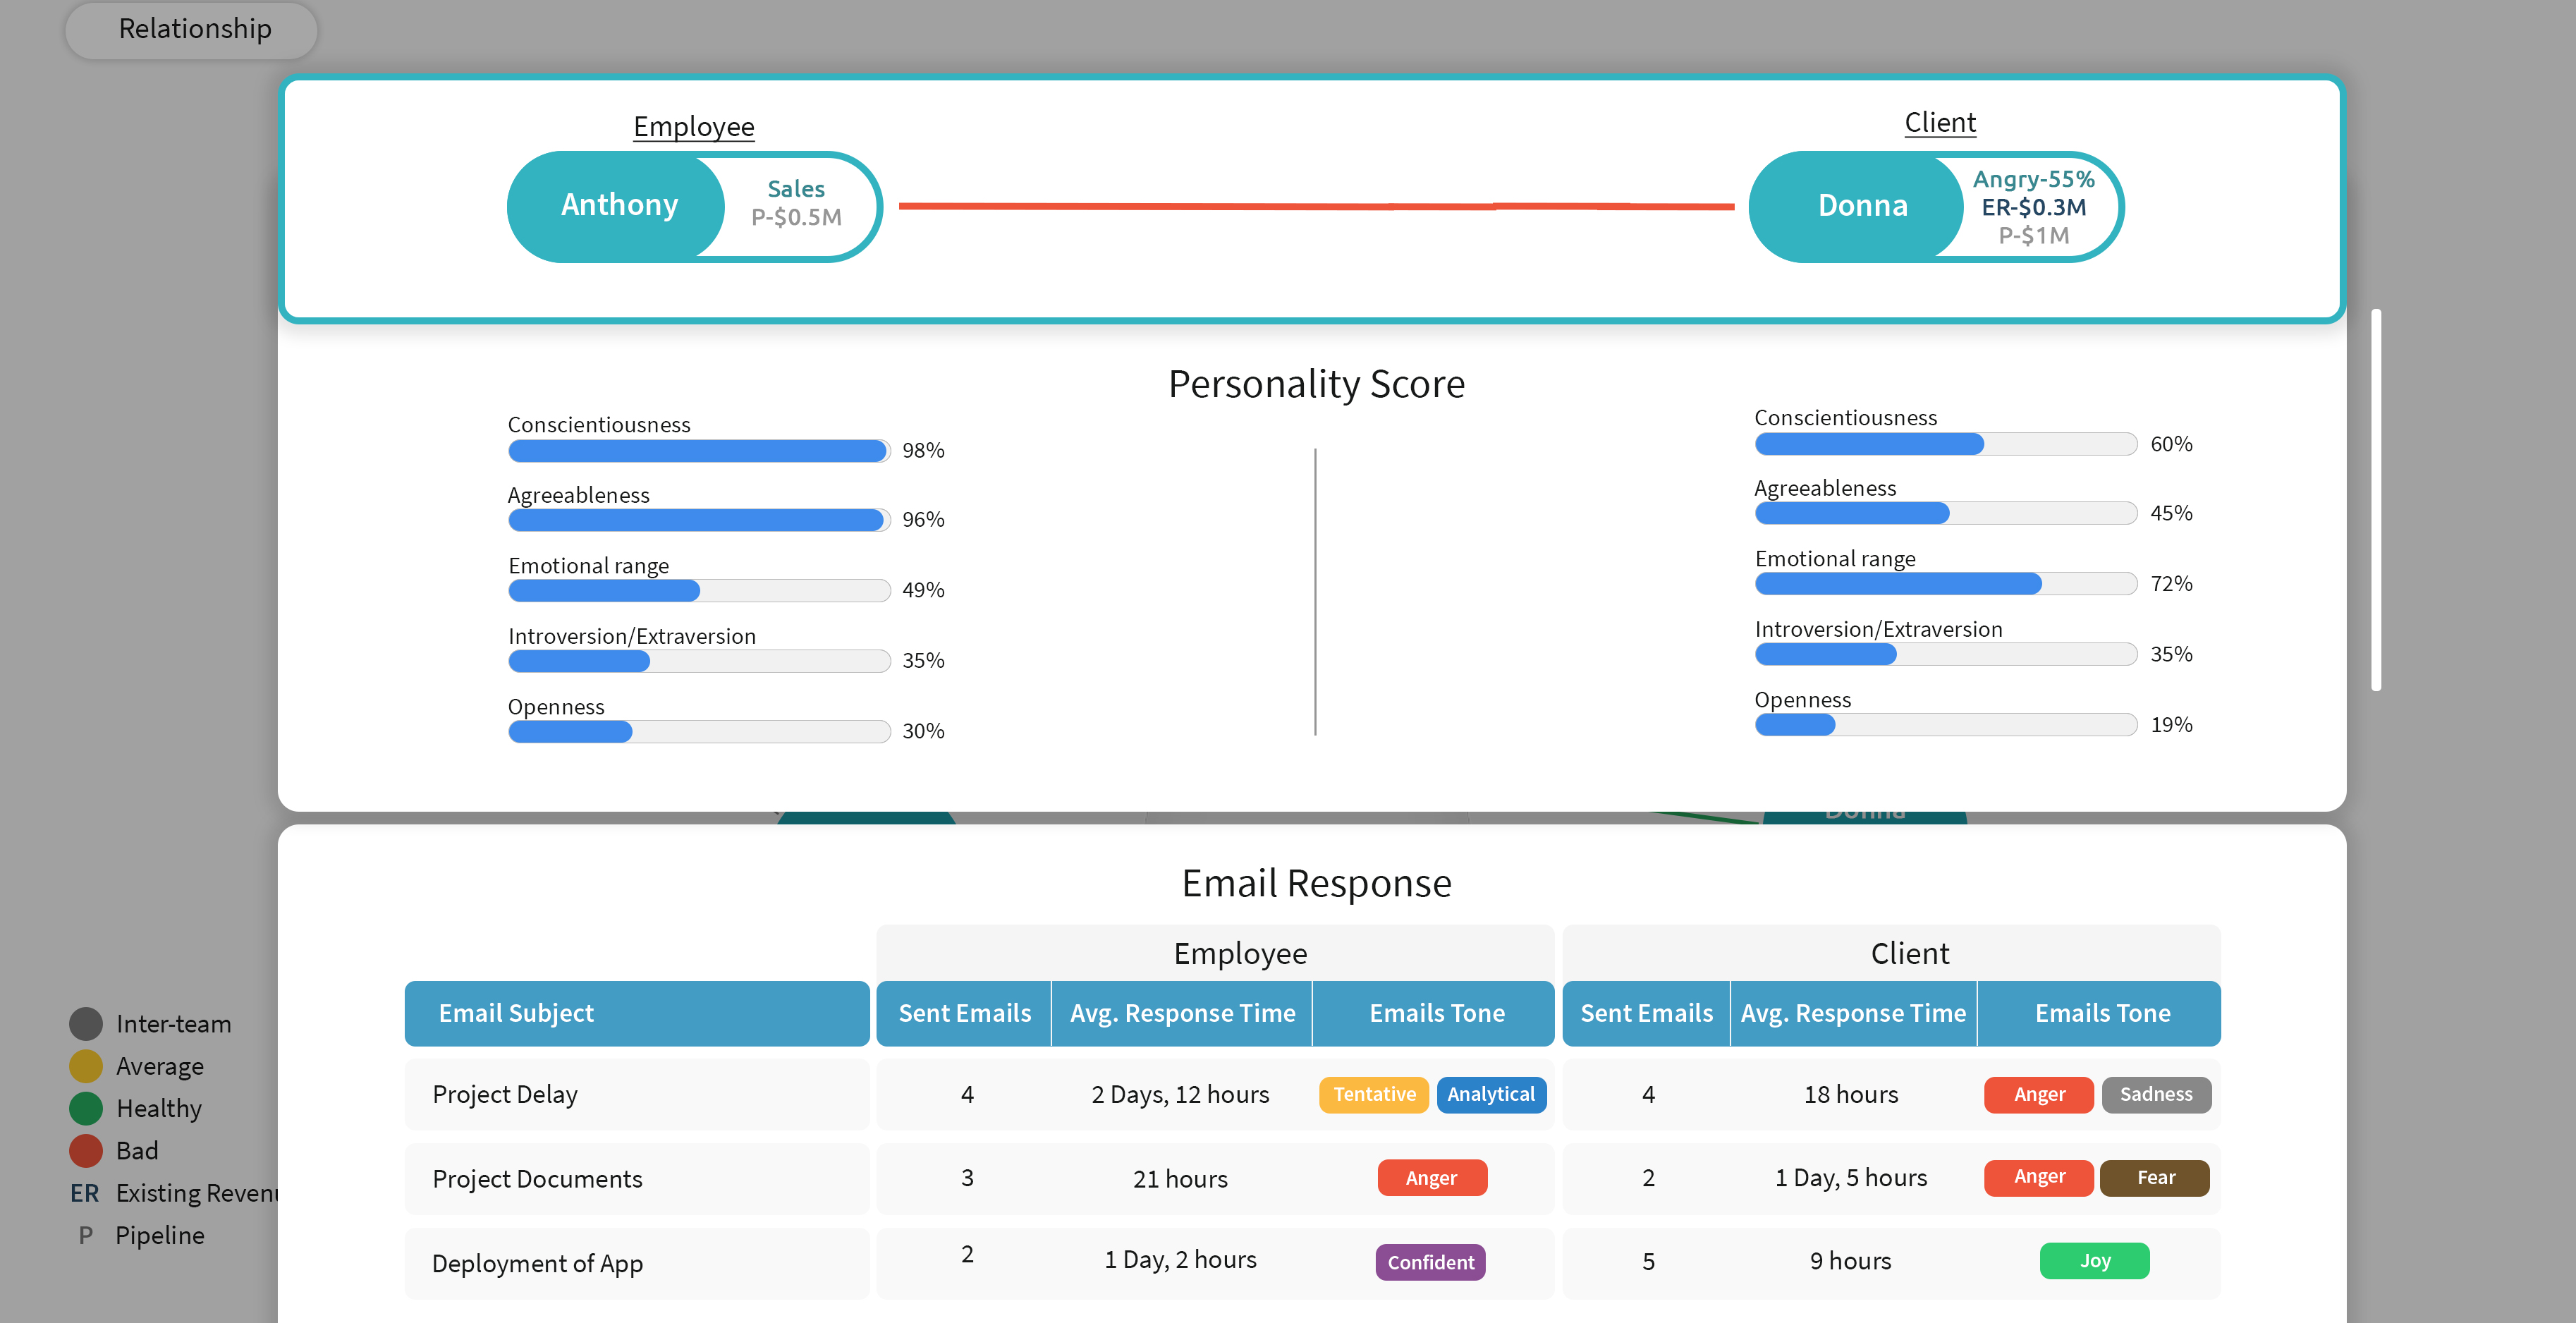 Relationship
Employee
Client
Anthony
Sales
P-$0.5M
Donna
Angry-55%
ER-$0.3M
P-$1M
Personality Score
Conscientiousness
98%
Agreeableness
96%
Emotional range
49%
Introversion/Extraversion
35%
Openness
30%
Conscientiousness
60%
Agreeableness
45%
Emotional range
72%
Introversion/Extraversion
35%
Openness
19%
Donna
Email Response
Employee
Client
Email Subject
Sent Emails
Avg. Response Time
Emails Tone
Sent Emails
Avg. Response Time
Emails Tone
Project Delay
4
2 Days, 12 hours
Tentative
Analytical
4
18 hours
Anger
Sadness
Project Documents
3
21 hours
Anger
2
1 Day, 5 hours
Anger
Fear
Deployment of App
2
1 Day, 2 hours
Confident
5
9 hours
Joy
Inter-team
Average
Healthy
Bad
ER Existing
P Pipeline